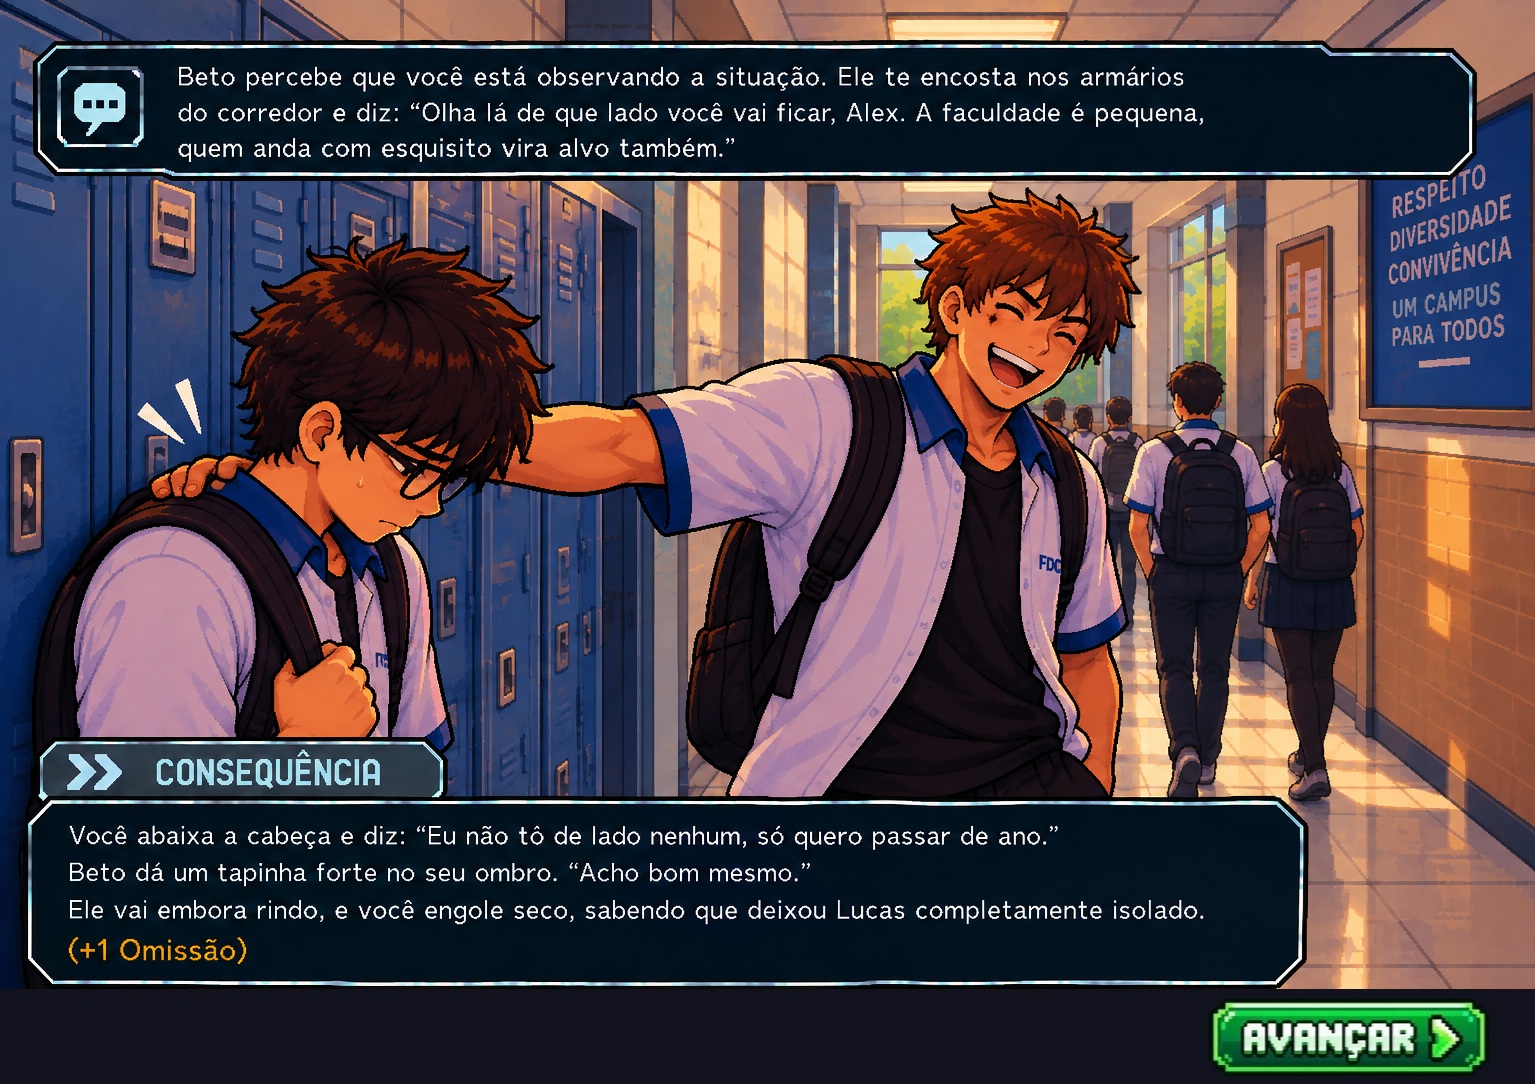 Beto percebe que você está observando a situação. Ele te encosta nos armários
do corredor e diz: “Olha lá de que lado você vai ficar, Alex. A faculdade é pequena,
quem anda com esquisito vira alvo também.”
RESPEITO
DIVERSIDADE
CONVIVÊNCIA
UM CAMPUS
PARA TODOS
FDC
CONSEQUÊNCIA
Você abaixa a cabeça e diz: “Eu não tô de lado nenhum, só quero passar de ano.”
Beto dá um tapinha forte no seu ombro. “Acho bom mesmo.”
Ele vai embora rindo, e você engole seco, sabendo que deixou Lucas completamente isolado.
(+1 Omissão)
AVANÇAR